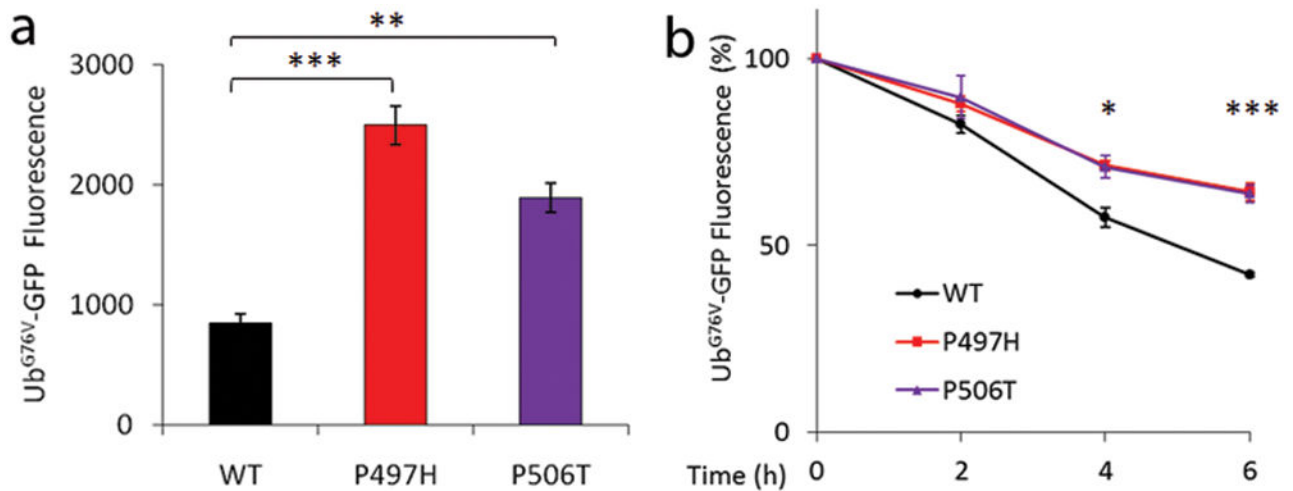 a
Ub^G76V-GFP Fluorescence
3000
2000
1000
0
**
***
WT
P497H
P506T
b
Ub^G76V-GFP Fluorescence (%)
100
50
0
*
***
WT
P497H
P506T
Time (h)
0
2
4
6